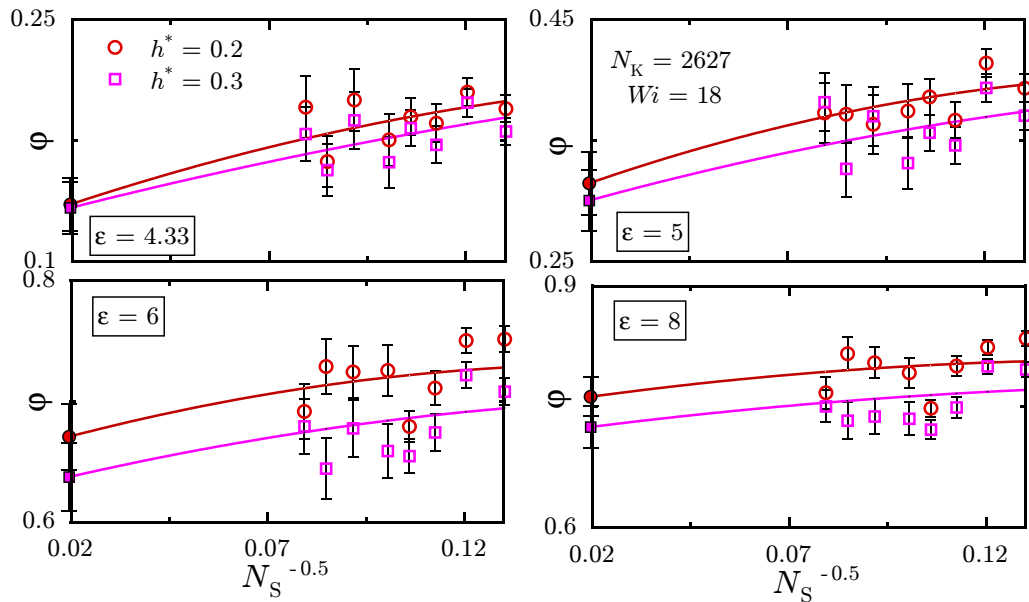 0.25
h* = 0.2
h* = 0.3
φ
ε = 4.33
0.1
0.45
N_K = 2627
Wi = 18
φ
ε = 5
0.25
0.8
ε = 6
φ
0.6
0.02 0.07 0.12
N_S^-0.5
0.9
ε = 8
φ
0.6
0.02 0.07 0.12
N_S^-0.5